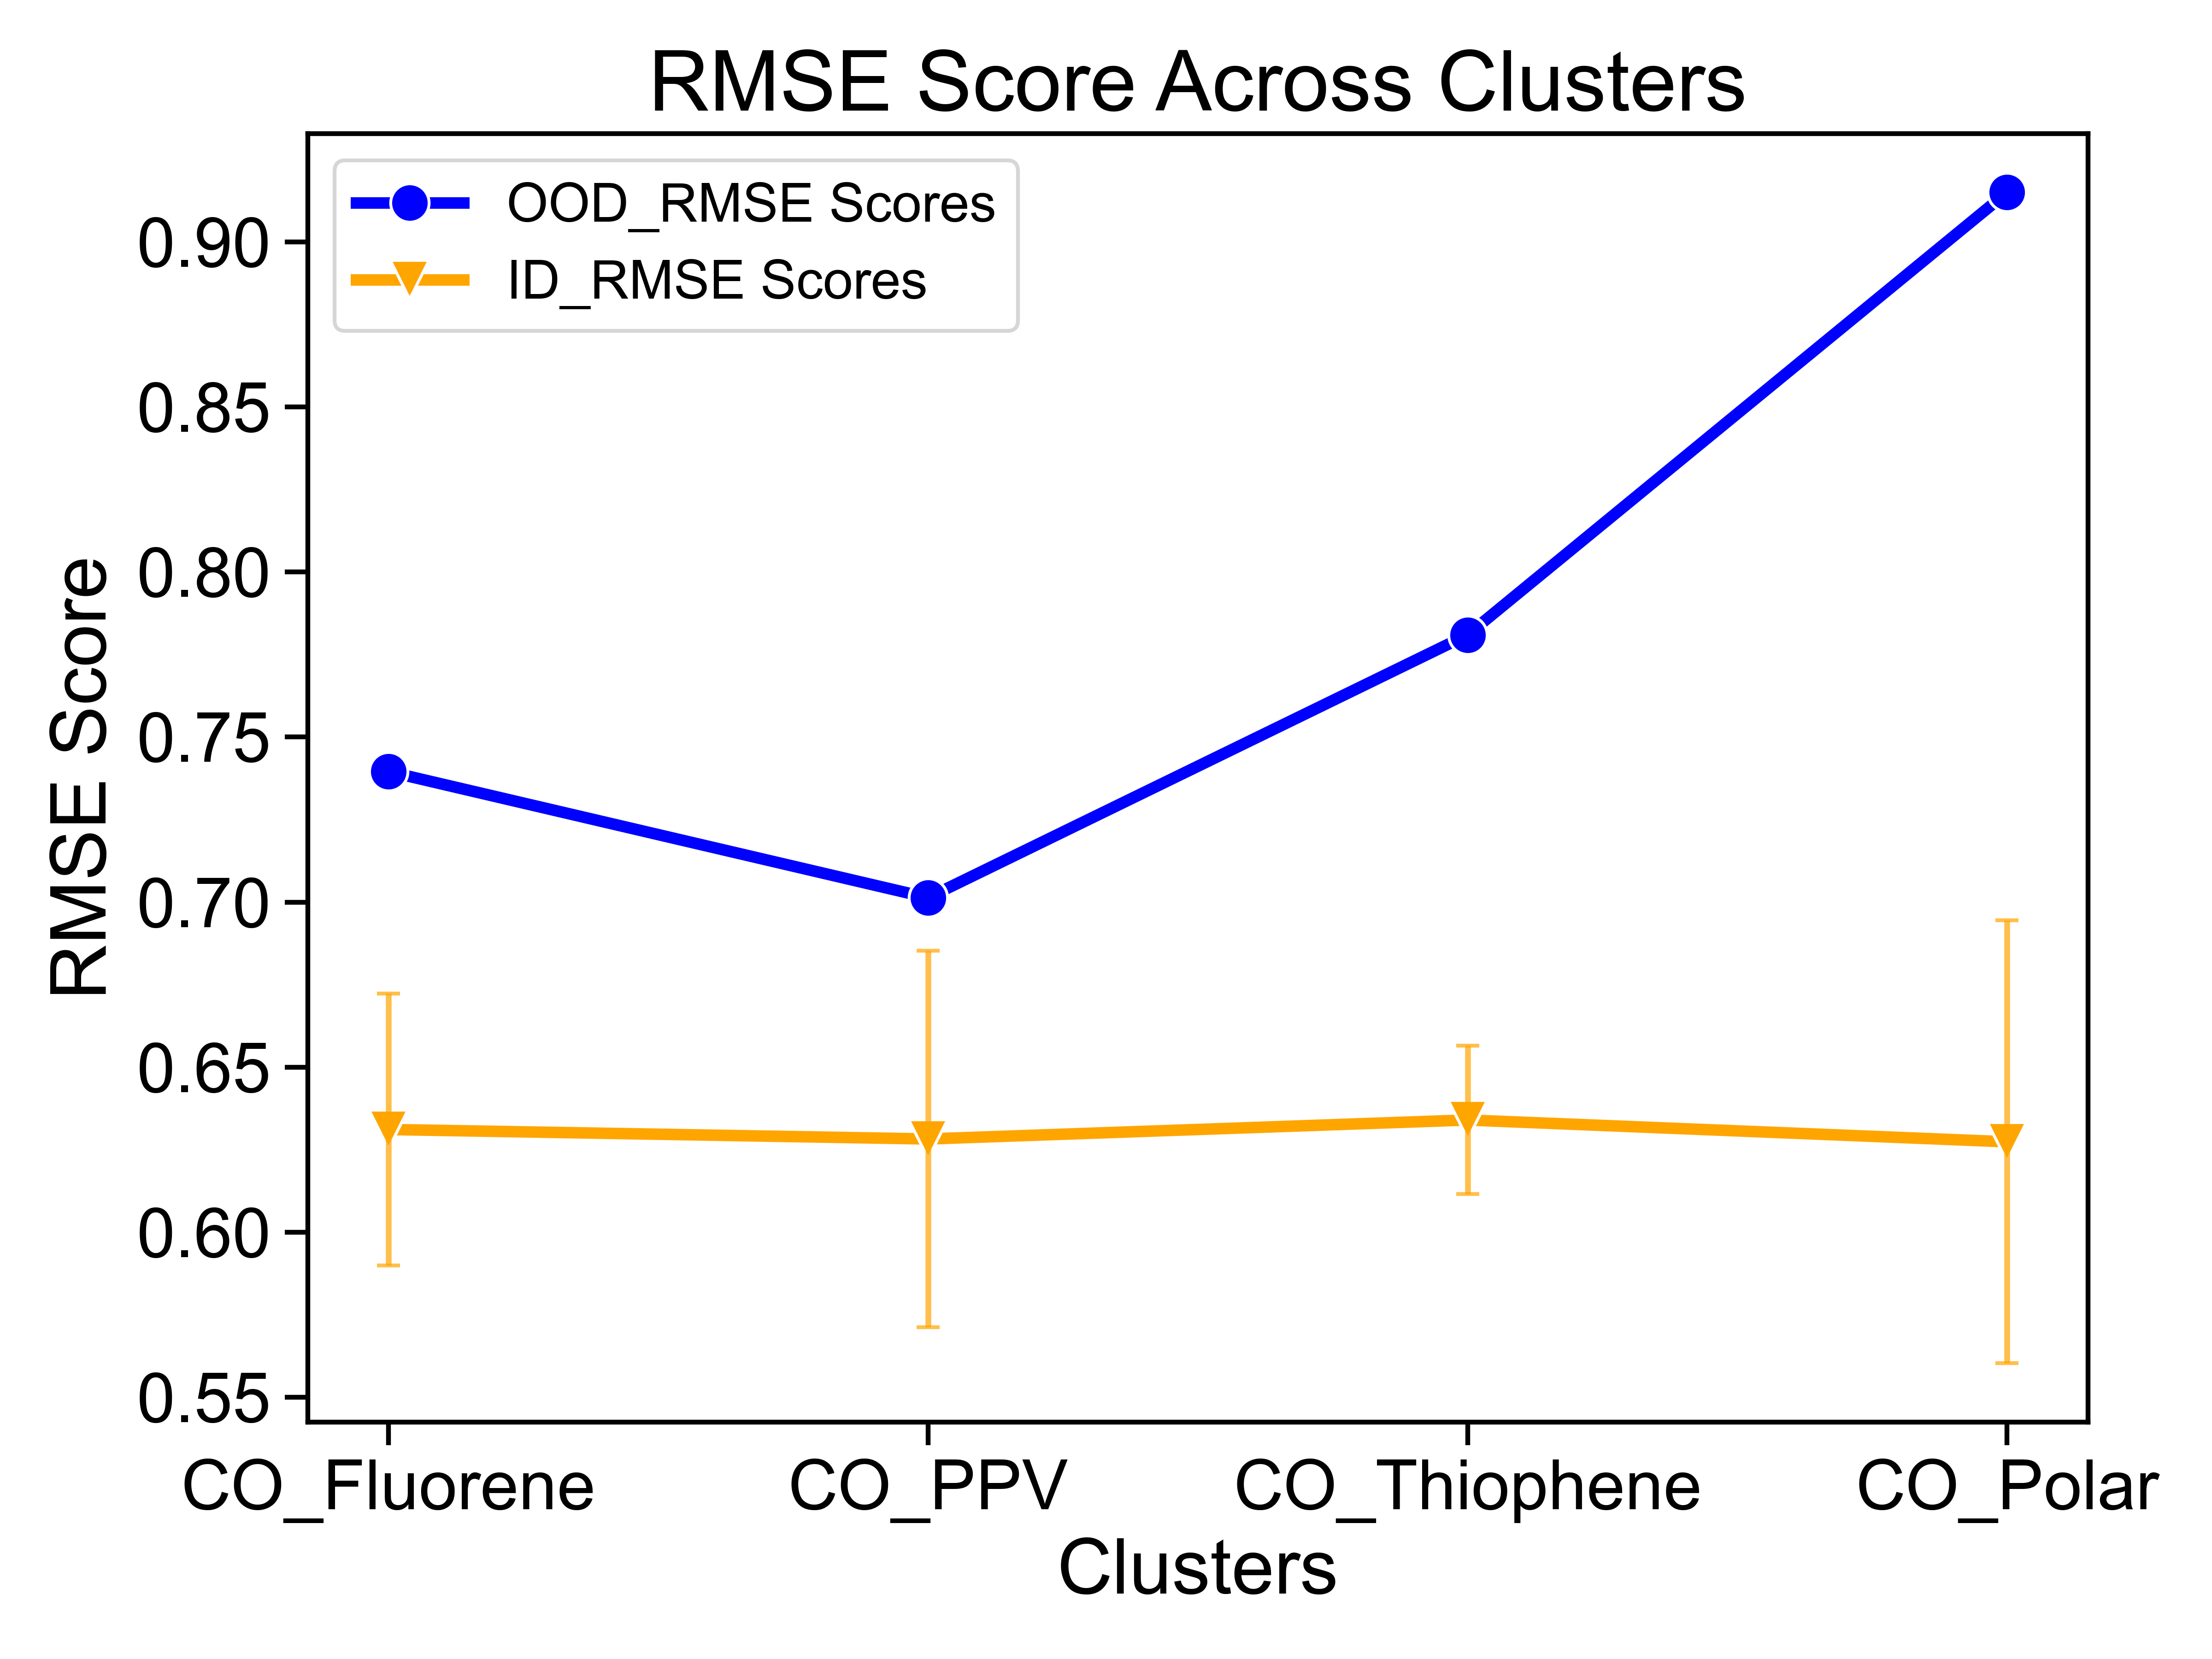 RMSE Score Across Clusters
OOD_RMSE Scores
ID_RMSE Scores
RMSE Score
0.90
0.85
0.80
0.75
0.70
0.65
0.60
0.55
CO_Fluorene
CO_PPV
CO_Thiophene
CO_Polar
Clusters